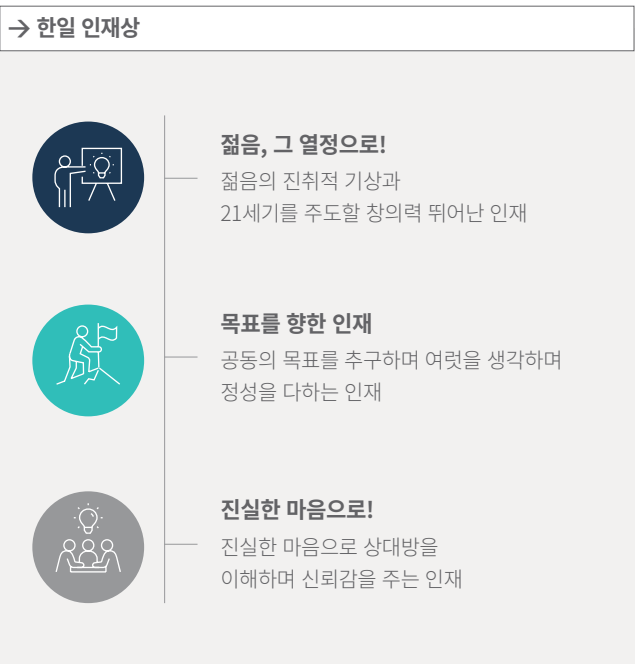 → 한일 인재상
젊음, 그 열정으로!
젊음의 진취적 기상과
21세기를 주도할 창의력 뛰어난 인재
목표를 향한 인재
공동의 목표를 추구하며 여럿을 생각하며
정성을 다하는 인재
진실한 마음으로!
진실한 마음으로 상대방을
이해하며 신뢰감을 주는 인재